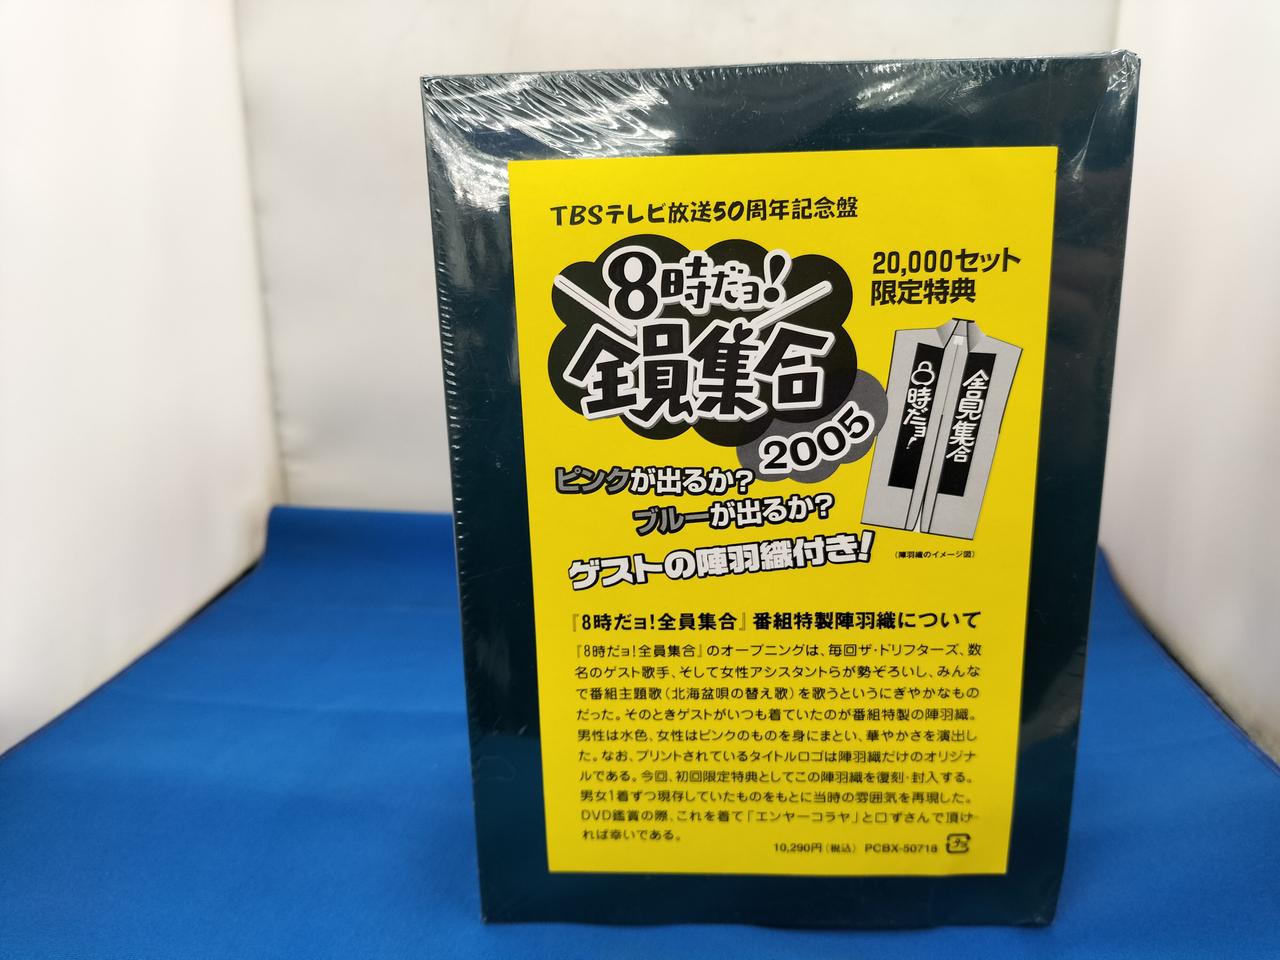 TBSテレビ放送50周年記念盤
8時だョ!
全員集合
2005
20,000セット
限定特典
8時だョ!
全員集合
(陣羽織のイメージ図)
ピンクが出るか?
ブルーが出るか?
ゲストの陣羽織付き!
『8時だョ!全員集合』番組特製陣羽織について
『8時だョ!全員集合』のオープニングは、毎回ザ・ドリフターズ、数
名のゲスト歌手、そして女性アシスタントらが勢ぞろいし、みんな
で番組主題歌(北海盆唄の替え歌)を歌うというにぎやかなもの
だった。そのときゲストがいつも着ていたのが番組特製の陣羽織。
男性は水色、女性はピンクのものを身にまとい、華やかさを演出し
た。なお、プリントされているタイトルロゴは陣羽織だけのオリジナ
ルである。今回、初回限定特典としてこの陣羽織を復刻・封入する。
男女1着ずつ現存していたものをもとに当時の雰囲気を再現した。
DVD鑑賞の際、これを着て「エンヤーコラヤ」と口ずさんで頂け
れば幸いである。
10,290円(税込) PCBX-50718